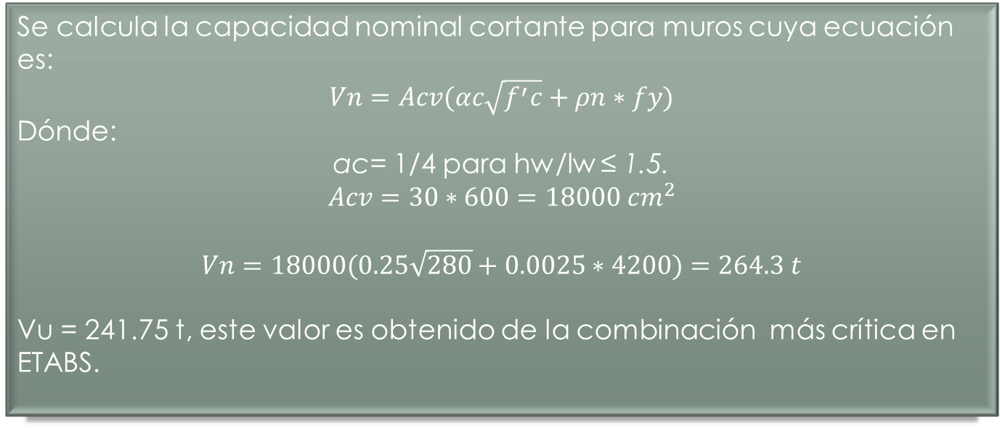 Se calcula la capacidad nominal cortante para muros cuya ecuación
es:
Vn = Acv(αc√f′c + ρn ∗ fy)
Dónde:
αc= 1/4 para hw/lw ≤ 1.5.
Acv = 30 ∗ 600 = 18000 cm²
Vn = 18000(0.25√280 + 0.0025 ∗ 4200) = 264.3 t
Vu = 241.75 t, este valor es obtenido de la combinación más crítica en
ETABS.